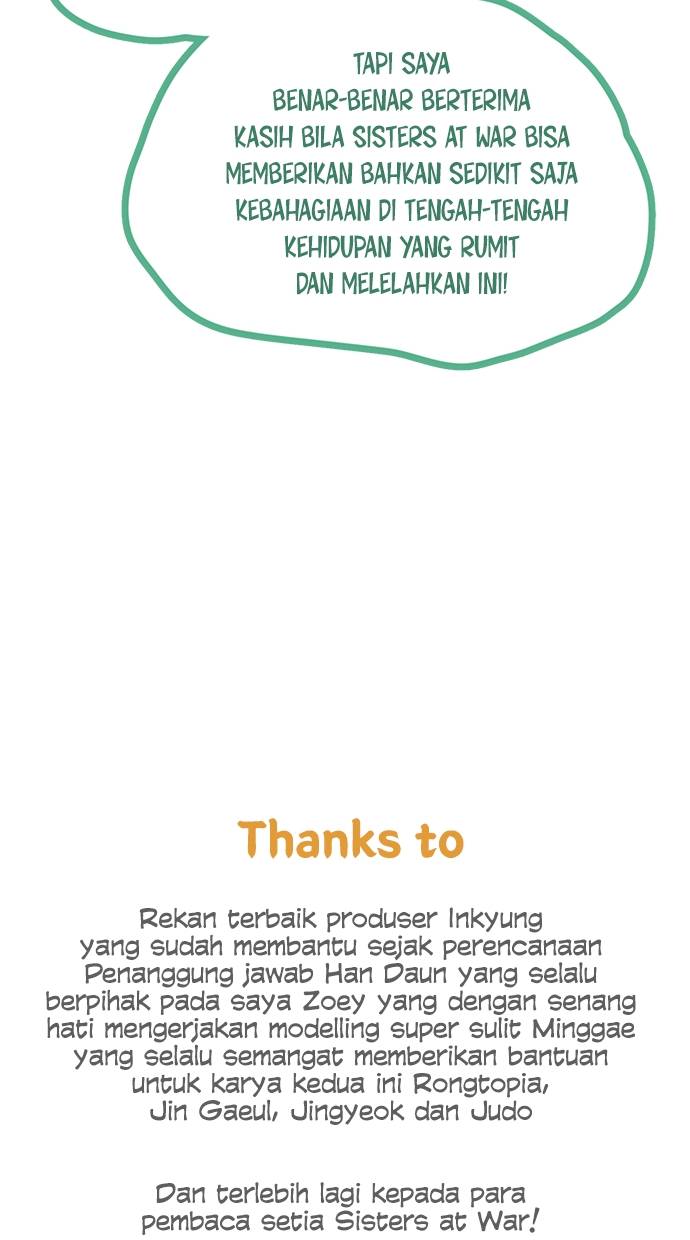 TAPI SAYA
BENAR-BENAR BERTERIMA
KASIH BILA SISTERS AT WAR BISA
MEMBERIKAN BAHKAN SEDIKIT SAJA
KEBAHAGIAAN DI TENGAH-TENGAH
KEHIDUPAN YANG RUMIT
DAN MELELAHKAN INI!
Thanks to
Rekan terbaik produser Inkyung
yang sudah membantu sejak perencanaan
Penanggung jawab Han Daun yang selalu
berpihak pada saya Zoey yang dengan senang
hati mengerjakan modelling super sulit Minggae
yang selalu semangat memberikan bantuan
untuk karya kedua ini Rongtopia,
Jin Gaeul, Jingyeok dan Judo
Dan terlebih lagi kepada para
pembaca setia Sisters at War!